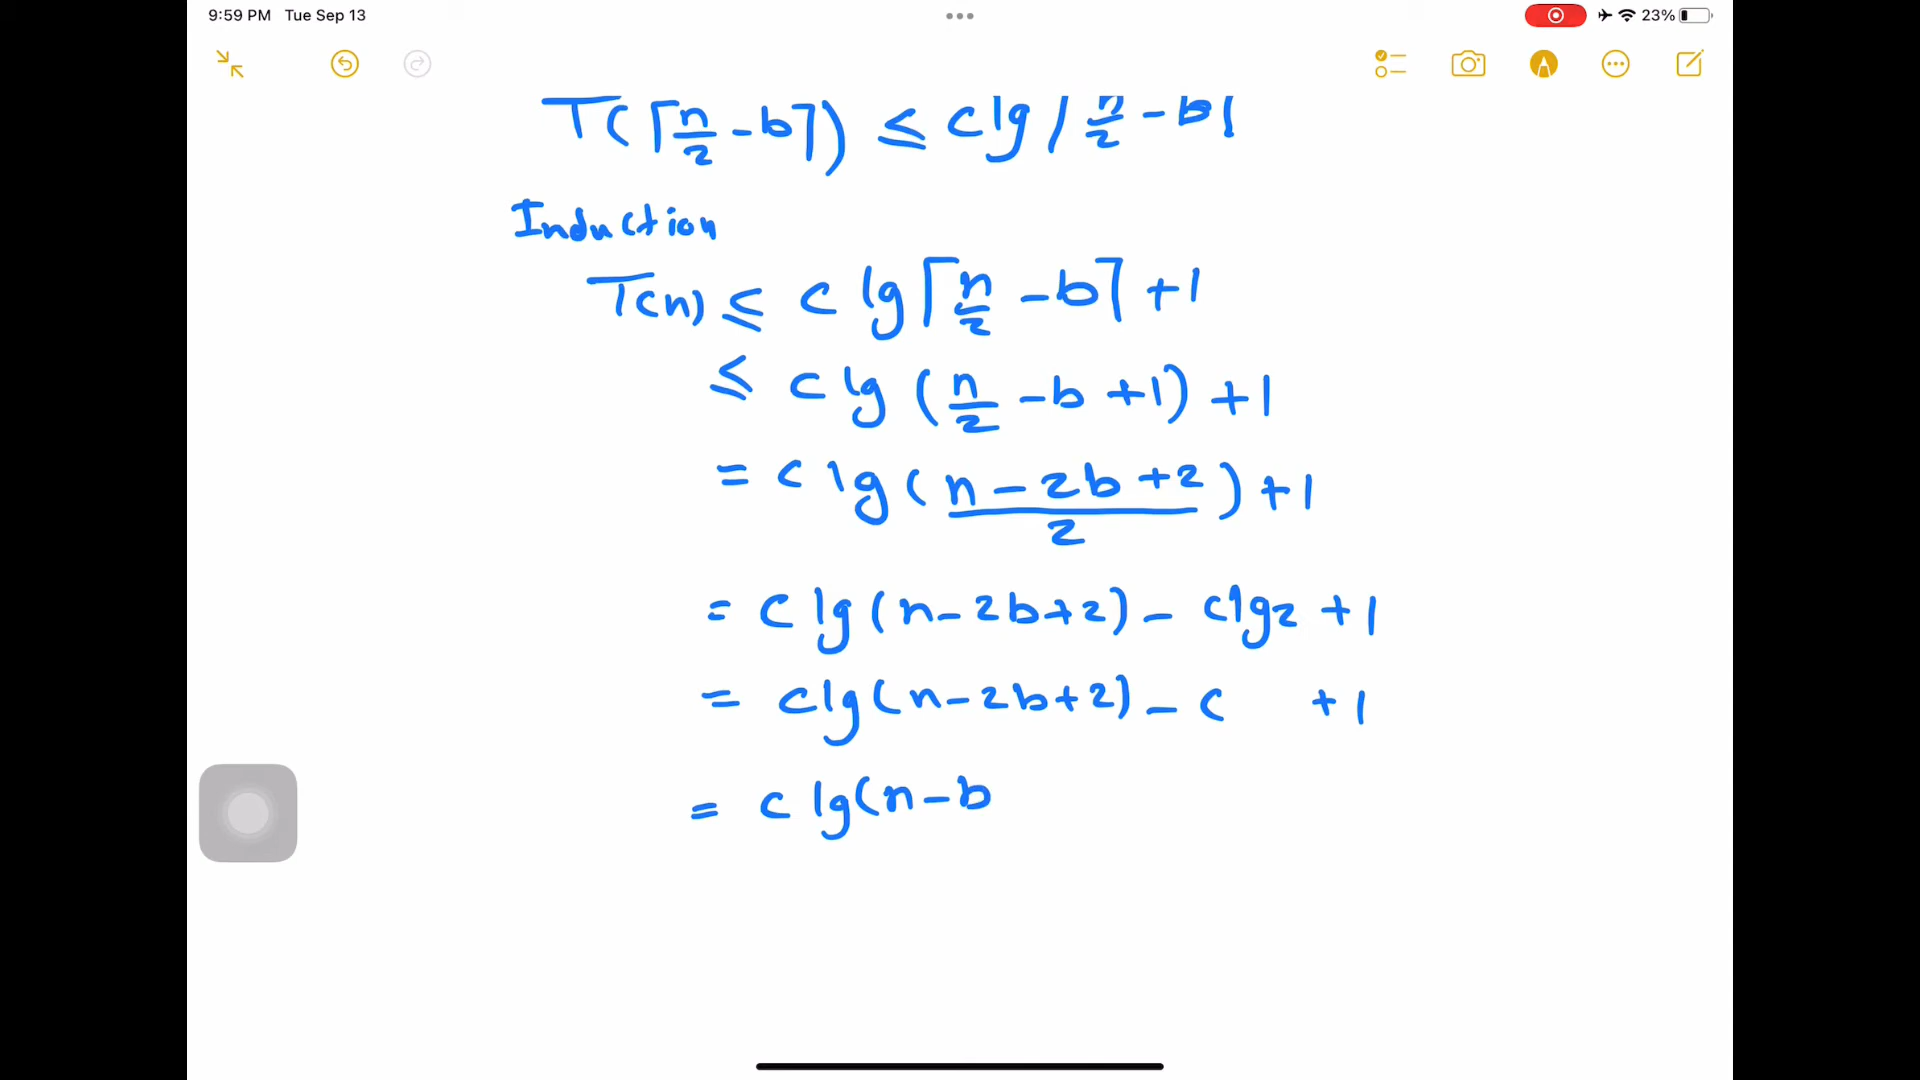 9:59 PM Tue Sep 13 23%
T(⌈n/2 - b⌉) ≤ c lg ⌈n/2 - b⌉
Induction
T(n) ≤ c lg ⌈n/2 - b⌉ + 1
≤ c lg (n/2 - b + 1) + 1
= c lg ((n - 2b + 2)/2) + 1
= c lg (n - 2b + 2) - c lg 2 + 1
= c lg (n - 2b + 2) - c + 1
= c lg (n - b